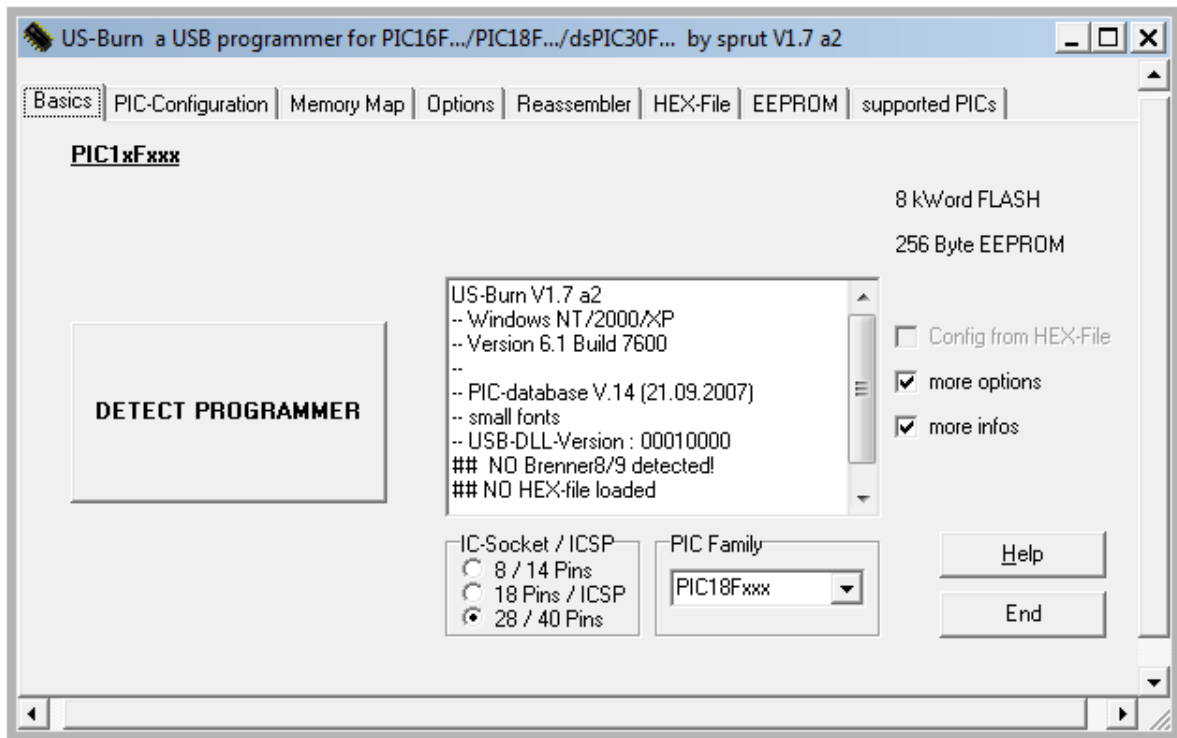 US-Burn a USB programmer for PIC16F.../PIC18F.../dsPIC30F... by sprut V1.7 a2
Basics PIC-Configuration Memory Map Options Reassembler HEX-File EEPROM supported PICs
PIC1xFxxx
8 kWord FLASH
256 Byte EEPROM
US-Burn V1.7 a2
-- Windows NT/2000/XP
-- Version 6.1 Build 7600
--
-- PIC-database V.14 (21.09.2007)
-- small fonts
-- USB-DLL-Version : 00010000
## NO Brenner8/9 detected!
## NO HEX-file loaded
DETECT PROGRAMMER
Config from HEX-File
more options
more infos
IC-Socket / ICSP
8 / 14 Pins
18 Pins / ICSP
28 / 40 Pins
PIC Family
PIC18Fxxx
Help
End